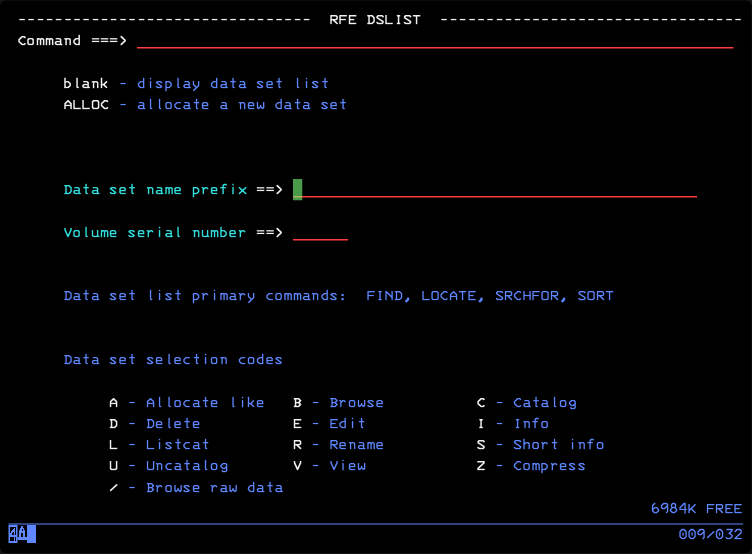 -------------------------------- RFE DSLIST ---------------------------------
Command ===>
blank - display data set list
ALLOC - allocate a new data set
Data set name prefix ==>
Volume serial number ==>
Data set list primary commands: FIND, LOCATE, SRCHFOR, SORT
Data set selection codes
A - Allocate like B - Browse C - Catalog
D - Delete E - Edit I - Info
L - Listcat R - Rename S - Short info
U - Uncatalog V - View Z - Compress
/ - Browse raw data
6984K FREE
4A 009/032